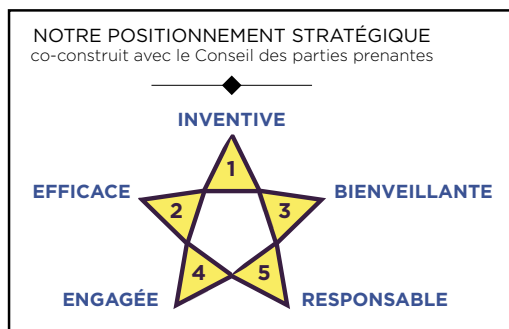 NOTRE POSITIONNEMENT STRATÉGIQUE
co-construit avec le Conseil des parties prenantes
INVENTIVE
1
EFFICACE
2
3
BIENVEILLANTE
4
5
ENGAGÉE
RESPONSABLE